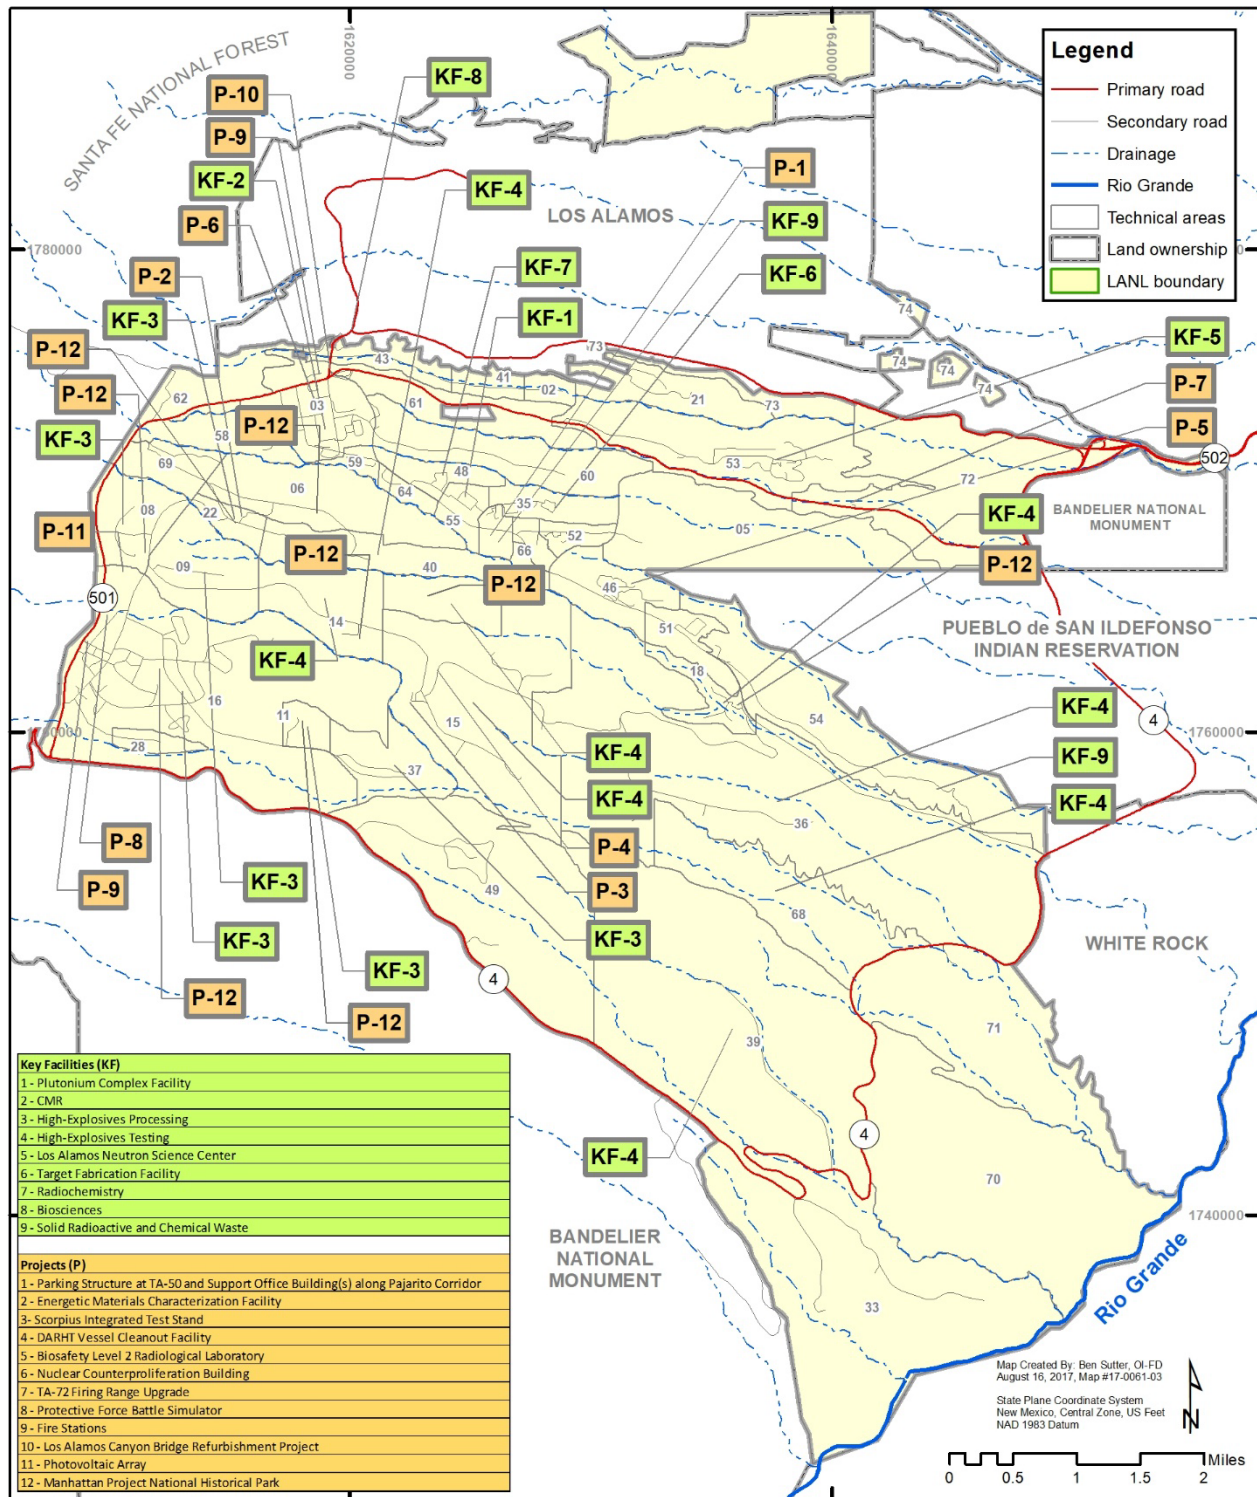 1620000
1640000
Legend
Primary road
Secondary road
Drainage
Rio Grande
Technical areas
Land ownership
LANL boundary
SANTA FE NATIONAL FOREST
P-10
KF-8
P-9
KF-2
KF-4
P-1
P-6
LOS ALAMOS
KF-9
1780000
P-2
KF-7
KF-6
KF-3
KF-1
74
KF-5
P-12
43
73
74
74
74
P-7
P-12
62
41
02
21
73
P-5
03
61
P-12
KF-3
58
502
69
59
48
53
60
72
06
64
35
08
22
55
05
KF-4
BANDELIER NATIONAL
MONUMENT
P-11
52
66
P-12
09
40
P-12
P-12
46
501
14
51
PUEBLO de SAN ILDEFONSO
INDIAN RESERVATION
KF-4
18
16
11
15
54
KF-4
4
28
1760000
KF-4
KF-9
37
KF-4
KF-4
36
P-8
P-4
P-9
KF-3
49
P-3
68
KF-3
KF-3
WHITE ROCK
KF-3
4
P-12
P-12
71
39
4
KF-4
70
1740000
BANDELIER
NATIONAL
MONUMENT
33
Rio Grande
Key Facilities (KF)
1 - Plutonium Complex Facility
2 - CMR
3 - High-Explosives Processing
4 - High-Explosives Testing
5 - Los Alamos Neutron Science Center
6 - Target Fabrication Facility
7 - Radiochemistry
8 - Biosciences
9 - Solid Radioactive and Chemical Waste
Projects (P)
1 - Parking Structure at TA-50 and Support Office Building(s) along Pajarito Corridor
2 - Energetic Materials Characterization Facility
3- Scorpius Integrated Test Stand
4 - DARHT Vessel Cleanout Facility
5 - Biosafety Level 2 Radiological Laboratory
6 - Nuclear Counterproliferation Building
7 - TA-72 Firing Range Upgrade
8 - Protective Force Battle Simulator
9 - Fire Stations
10 - Los Alamos Canyon Bridge Refurbishment Project
11 - Photovoltaic Array
12 - Manhattan Project National Historical Park
Map Created By: Ben Sutter, OI-FD
August 16, 2017, Map #17-0061-03
State Plane Coordinate System
New Mexico, Central Zone, US Feet
NAD 1983 Datum
N
Miles
0 0.5 1 1.5 2